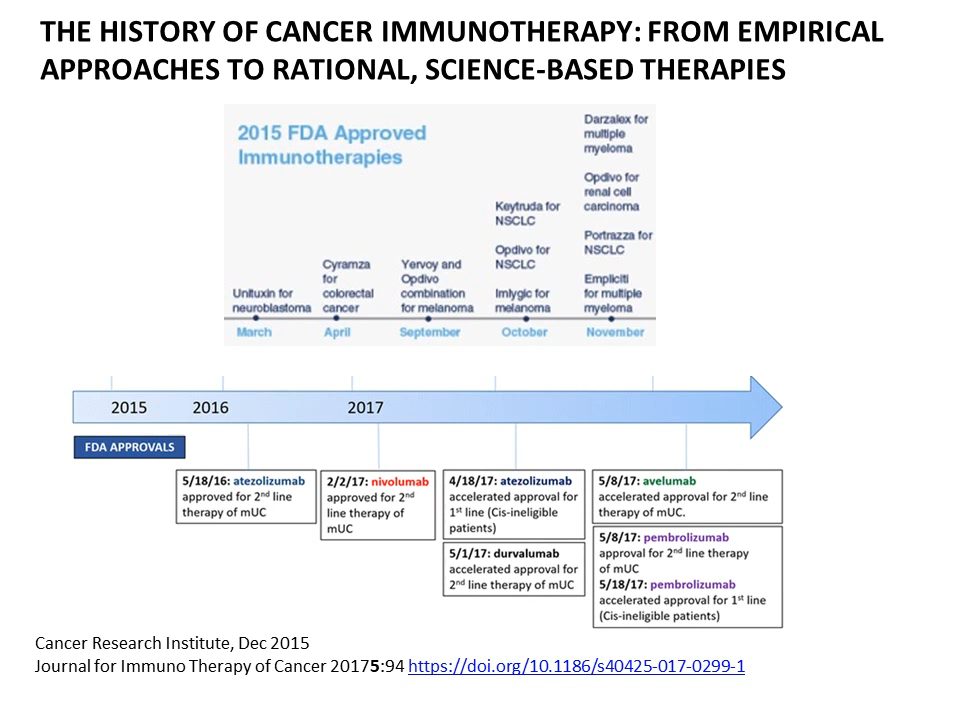 THE HISTORY OF CANCER IMMUNOTHERAPY: FROM EMPIRICAL
APPROACHES TO RATIONAL, SCIENCE-BASED THERAPIES
2015 FDA Approved
Immunotherapies
Unituxin for
neuroblastoma
March
Cyramza
for
colorectal
cancer
April
Yervoy and
Opdivo
combination
for melanoma
September
Keytruda for
NSCLC
Opdivo for
NSCLC
Imlygic for
melanoma
October
Darzalex for
multiple
myeloma
Opdivo for
renal cell
carcinoma
Portrazza for
NSCLC
Empliciti
for multiple
myeloma
November
2015 2016 2017
FDA APPROVALS
5/18/16: atezolizumab
approved for 2nd line
therapy of mUC
2/2/17: nivolumab
approved for 2nd
line therapy of
mUC
4/18/17: atezolizumab
accelerated approval for
1st line (Cis-ineligible
patients)
5/1/17: durvalumab
accelerated approval for
2nd line therapy of mUC
5/8/17: avelumab
accelerated approval for 2nd line
therapy of mUC.
5/8/17: pembrolizumab
approval for 2nd line therapy
of mUC
5/18/17: pembrolizumab
accelerated approval for 1st line
(Cis-ineligible patients)
Cancer Research Institute, Dec 2015
Journal for Immuno Therapy of Cancer 20175:94 https://doi.org/10.1186/s40425-017-0299-1